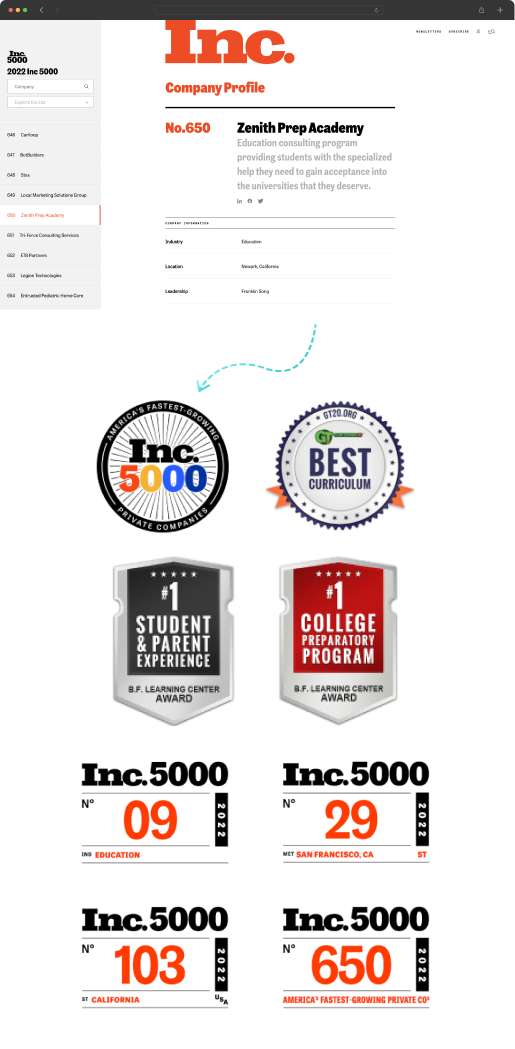 Inc.
5000
2022 Inc 5000
Company
Explore the List
646 Carrloop
647 BotBuilders
648 Stax
649 Local Marketing Solutions Group
650 Zenith Prep Academy
651 Tri-Force Consulting Services
652 E78 Partners
653 Legion Technologies
654 Entrusted Pediatric Home Care
NEWSLETTERS SUBSCRIBE
Inc.
Company Profile
No.650 Zenith Prep Academy
Education consulting program
providing students with the specialized
help they need to gain acceptance into
the universities that they deserve.
COMPANY INFORMATION
Industry Education
Location Newark, California
Leadership Franklin Song
AMERICA'S FASTEST-GROWING
Inc.
5000
PRIVATE COMPANIES
GT20.ORG
GT
BEST
CURRICULUM
#1
STUDENT
& PARENT
EXPERIENCE
B.F. LEARNING CENTER
AWARD
#1
COLLEGE
PREPARATORY
PROGRAM
B.F. LEARNING CENTER
AWARD
Inc.5000
N° 09 2022
IND EDUCATION
Inc.5000
N° 29 2022
MET SAN FRANCISCO, CA ST
Inc.5000
N° 103 2022
ST CALIFORNIA USA
Inc.5000
N° 650 2022
AMERICA'S FASTEST-GROWING PRIVATE COS